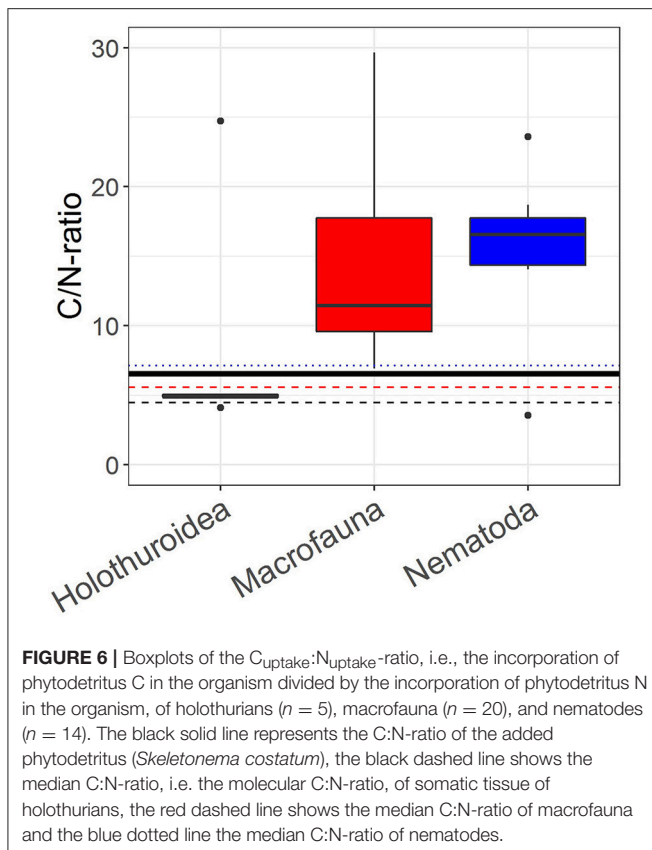 30
20
10
0
C/N-ratio
Holothuroidea
Macrofauna
Nematoda
FIGURE 6 | Boxplots of the Cuptake:Nuptake-ratio, i.e., the incorporation of
phytodetritus C in the organism divided by the incorporation of phytodetritus N
in the organism, of holothurians (n = 5), macrofauna (n = 20), and nematodes
(n = 14). The black solid line represents the C:N-ratio of the added
phytodetritus (Skeletonema costatum), the black dashed line shows the
median C:N-ratio, i.e. the molecular C:N-ratio, of somatic tissue of
holothurians, the red dashed line shows the median C:N-ratio of macrofauna
and the blue dotted line the median C:N-ratio of nematodes.